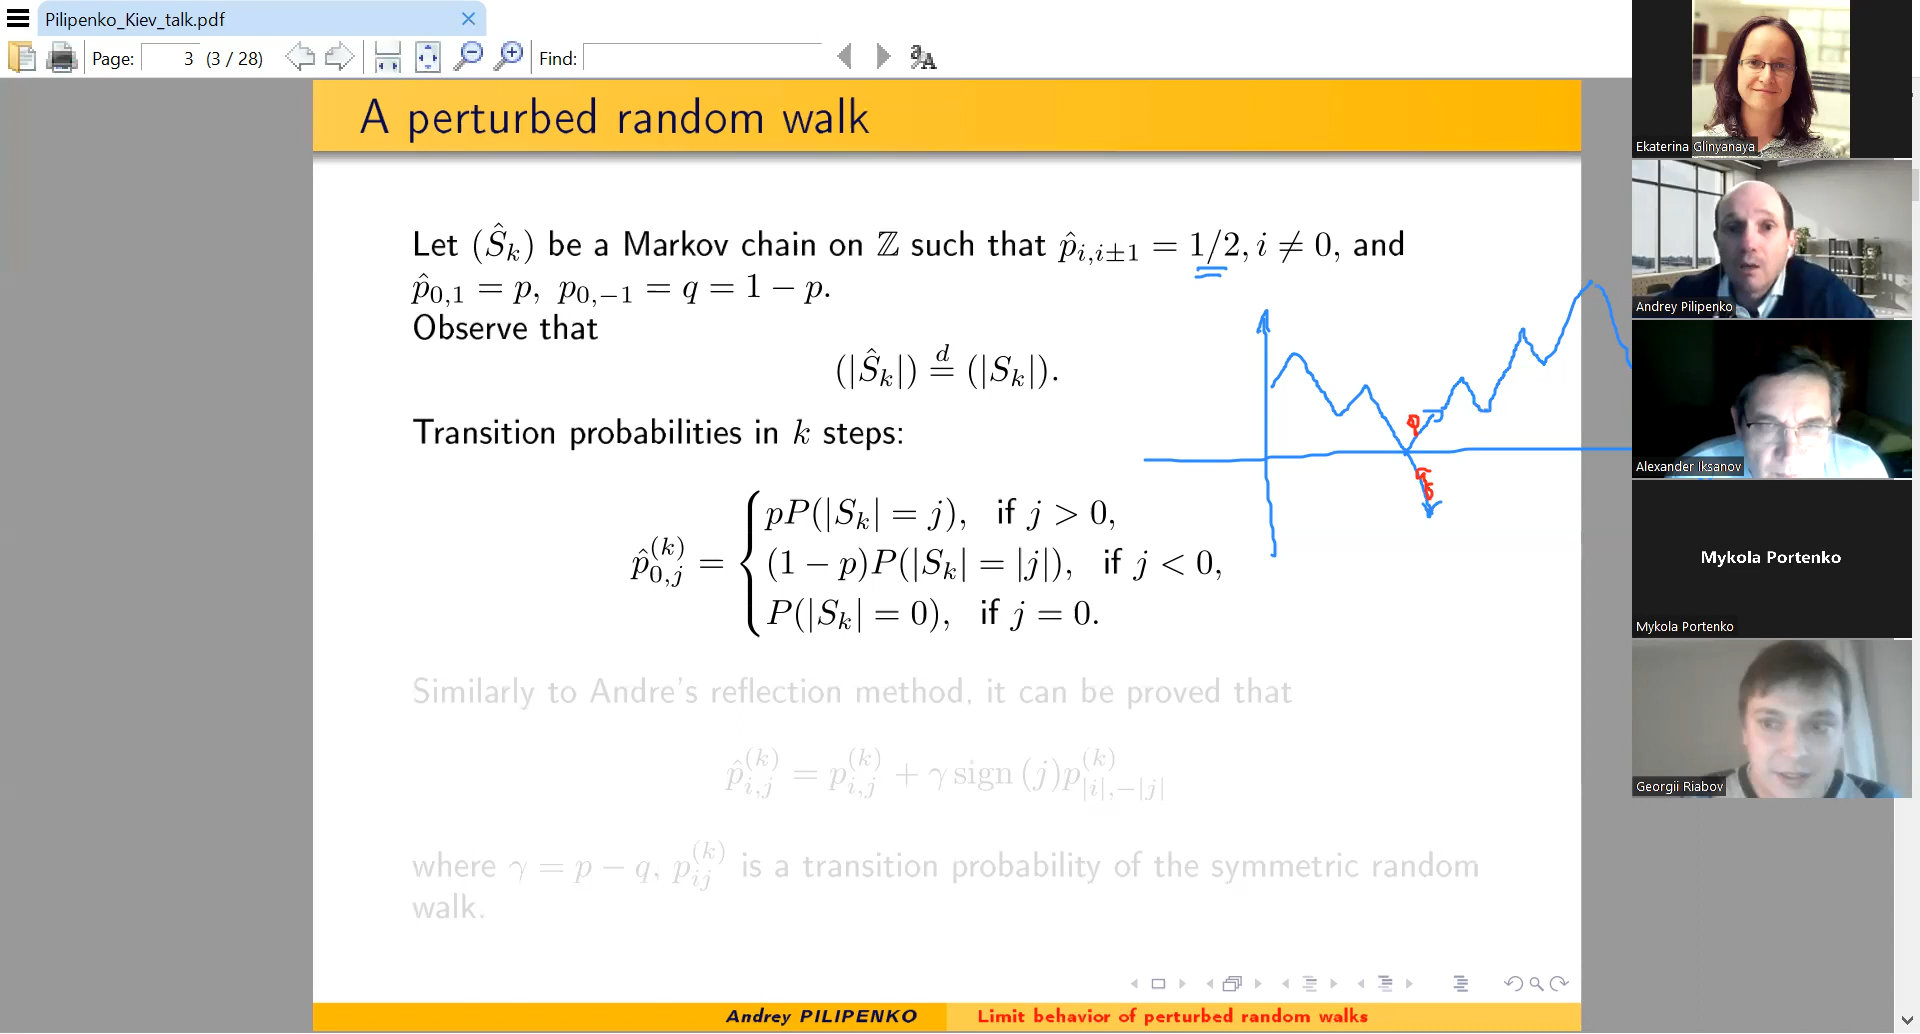 Pilipenko_Kiev_talk.pdf
Page: 3 (3 / 28) Find:
A perturbed random walk
Let (Ŝ_k) be a Markov chain on ℤ such that p̂_{i,i±1} = 1/2, i ≠ 0, and
p̂_{0,1} = p, p_{0,−1} = q = 1 − p.
Observe that
(|Ŝ_k|) =^d (|S_k|).
Transition probabilities in k steps:
p̂_{0,j}^{(k)} = {
pP(|S_k| = j), if j > 0,
(1 − p)P(|S_k| = |j|), if j < 0,
P(|S_k| = 0), if j = 0.
Similarly to Andre's reflection method, it can be proved that
p̂_{i,j}^{(k)} = p_{i,j}^{(k)} + γ sign (j)p_{|i|,−|j|}^{(k)}
where γ = p − q, p_{ij}^{(k)} is a transition probability of the symmetric random
walk.
Andrey PILIPENKO Limit behavior of perturbed random walks
Ekaterina Glinyanaya
Andrey Pilipenko
Alexander Iksanov
Mykola Portenko
Mykola Portenko
Georgii Riabov